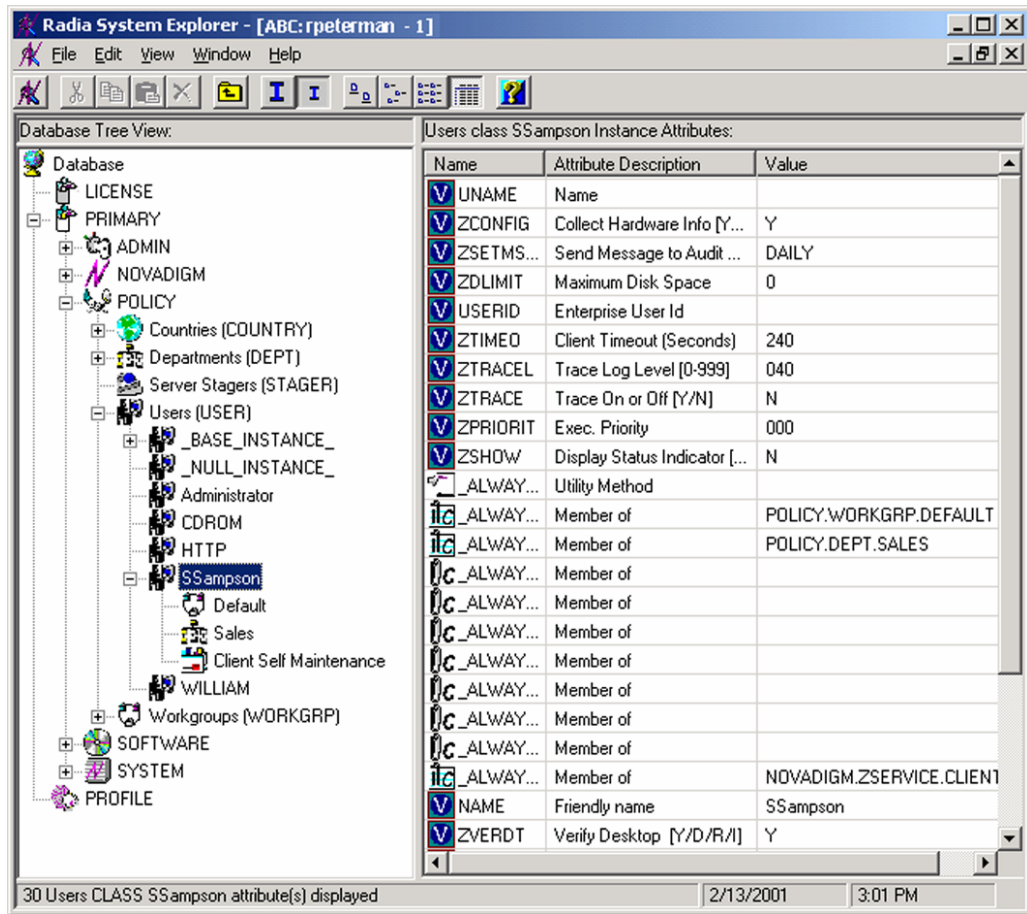 Radia System Explorer - [ABC:rpeterman - 1]
File Edit View Window Help
Database Tree View:
Users class SSampson Instance Attributes:
Database
LICENSE
PRIMARY
ADMIN
NOVADIGM
POLICY
Countries (COUNTRY)
Departments (DEPT)
Server Stagers (STAGER)
Users (USER)
_BASE_INSTANCE_
_NULL_INSTANCE_
Administrator
CDROM
HTTP
SSampson
Default
Sales
Client Self Maintenance
WILLIAM
Workgroups (WORKGRP)
SOFTWARE
SYSTEM
PROFILE
Name Attribute Description Value
V UNAME Name
V ZCONFIG Collect Hardware Info [Y... Y
V ZSETMS... Send Message to Audit ... DAILY
V ZDLIMIT Maximum Disk Space 0
V USERID Enterprise User Id
V ZTIMEO Client Timeout (Seconds) 240
V ZTRACEL Trace Log Level [0-999] 040
V ZTRACE Trace On or Off [Y/N] N
V ZPRIORIT Exec. Priority 000
V ZSHOW Display Status Indicator [... N
_ALWAY... Utility Method
C _ALWAY... Member of POLICY.WORKGRP.DEFAULT
C _ALWAY... Member of POLICY.DEPT.SALES
C _ALWAY... Member of
C _ALWAY... Member of
C _ALWAY... Member of
C _ALWAY... Member of
C _ALWAY... Member of
C _ALWAY... Member of
C _ALWAY... Member of
C _ALWAY... Member of NOVADIGM.ZSERVICE.CLIENT
V NAME Friendly name SSampson
V ZVERDT Verify Desktop [Y/D/R/I] Y
30 Users CLASS SSampson attribute(s) displayed 2/13/2001 3:01 PM